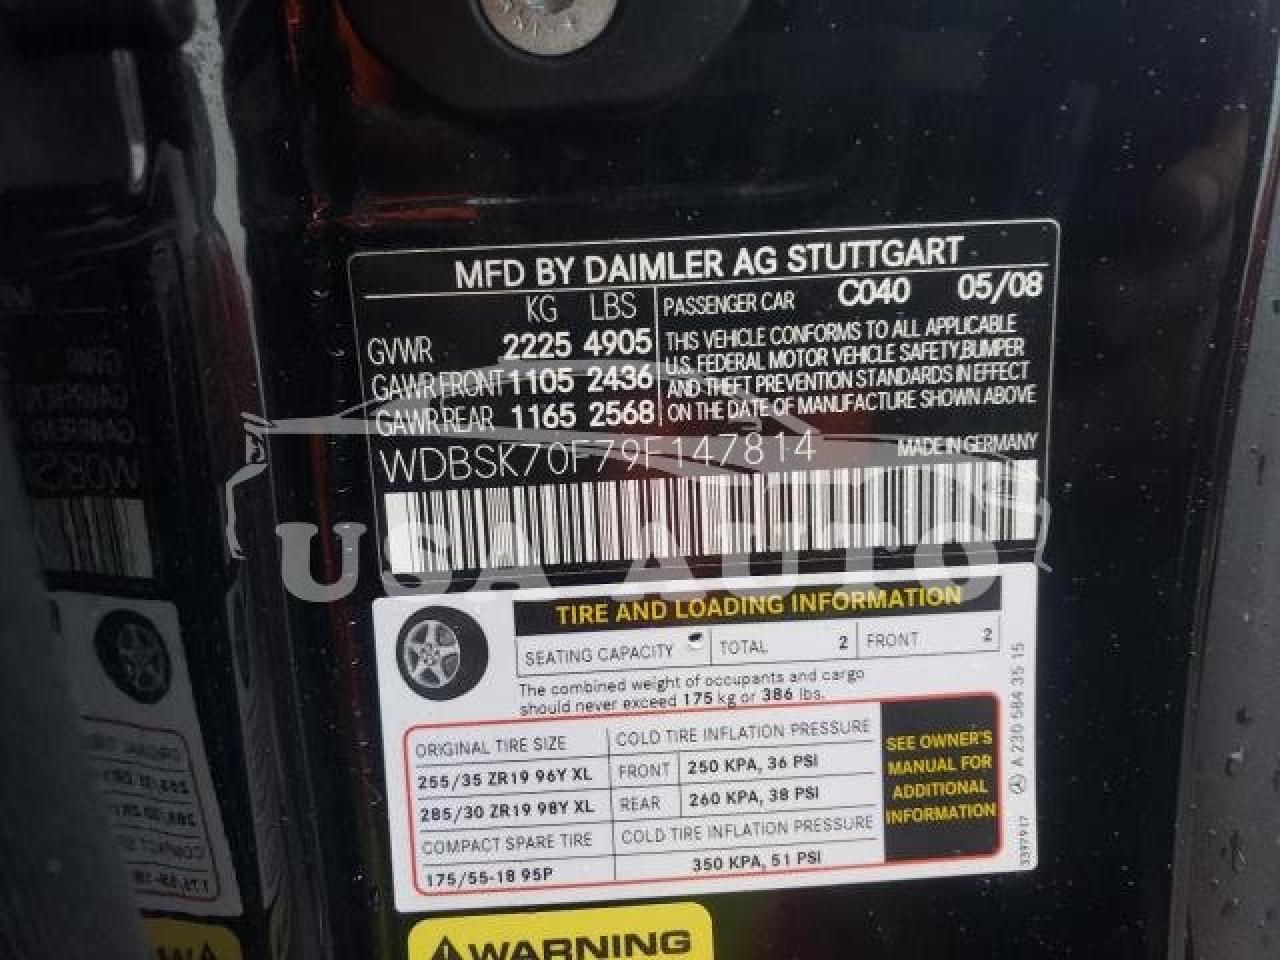 MFD BY DAIMLER AG STUTTGART
KG LBS PASSENGER CAR C040 05/08
GVWR 2225 4905
GAWR FRONT 1105 2436
GAWR REAR 1165 2568
THIS VEHICLE CONFORMS TO ALL APPLICABLE
U.S. FEDERAL MOTOR VEHICLE SAFETY,BUMPER
AND THEFT PREVENTION STANDARDS IN EFFECT
ON THE DATE OF MANUFACTURE SHOWN ABOVE
WDBSK70F79F147814 MADE IN GERMANY
USA AUTO
TIRE AND LOADING INFORMATION
SEATING CAPACITY TOTAL 2 FRONT 2
The combined weight of occupants and cargo
should never exceed 175 kg or 386 lbs.
ORIGINAL TIRE SIZE COLD TIRE INFLATION PRESSURE
255/35 ZR19 96Y XL FRONT 250 KPA, 36 PSI
285/30 ZR19 98Y XL REAR 260 KPA, 38 PSI
COMPACT SPARE TIRE COLD TIRE INFLATION PRESSURE
175/55-18 95P 350 KPA, 51 PSI
SEE OWNER'S
MANUAL FOR
ADDITIONAL
INFORMATION
A 230 584 35 15
3397917
WARNING